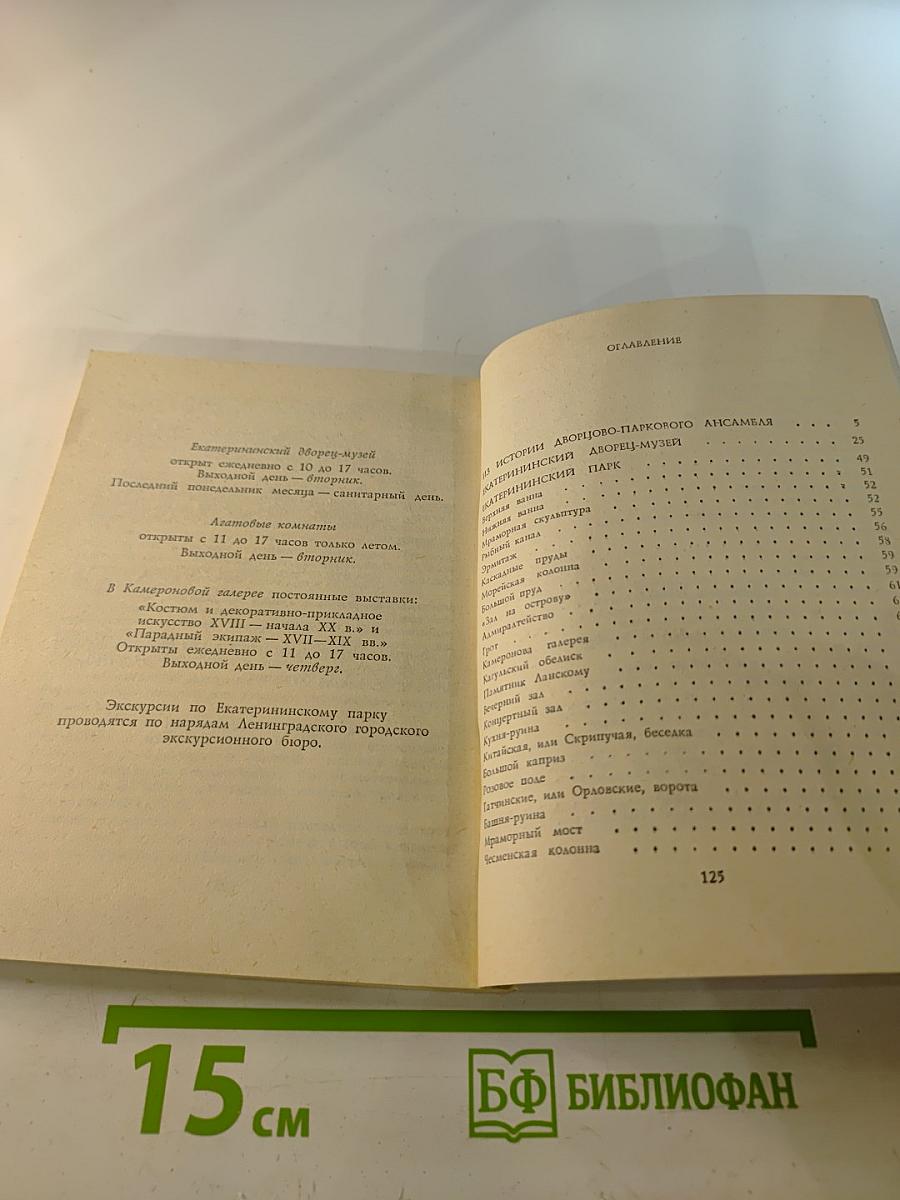 Екатерининский дворец-музей
открыт ежедневно с 10 до 17 часов.
Выходной день — вторник.
Последний понедельник месяца — санитарный день.
Агатовые комнаты
открыты с 11 до 17 часов только летом.
Выходной день — вторник.
В Камероновой галерее постоянные выставки:
«Костюм и декоративно-прикладное
искусство XVIII — начала XX в.» и
«Парадный экипаж — XVII—XIX вв.»
Открыты ежедневно с 11 до 17 часов.
Выходной день — четверг.
Экскурсии по Екатерининскому парку
проводятся по нарядам Ленинградского городского
экскурсионного бюро.
ОГЛАВЛЕНИЕ
ИЗ ИСТОРИИ ДВОРЦОВО-ПАРКОВОГО АНСАМБЛЯ . . . 5
ЕКАТЕРИНИНСКИЙ ДВОРЕЦ-МУЗЕЙ . . . 25
ЕКАТЕРИНИНСКИЙ ПАРК . . . 49
Верхняя ванна . . . 51
Нижняя ванна . . . 52
Мраморная скульптура . . . 52
Рыбный канал . . . 55
Эрмитаж . . . 56
Каскадные пруды . . . 58
Морейская колонна . . . 59
Большой пруд . . . 59
«Зал на острову» . . . 61
Адмиралтейство
Грот
Камеронова галерея
Кагульский обелиск
Памятник Ланскому
Вечерний зал
Концертный зал
Кухня-руина
Китайская, или Скрипучая, беседка
Большой каприз
Розовое поле
Гатчинские, или Орловские, ворота
Башня-руина
Мраморный мост
Чесменская колонна
125
15 см
БФ БИБЛИОФАН